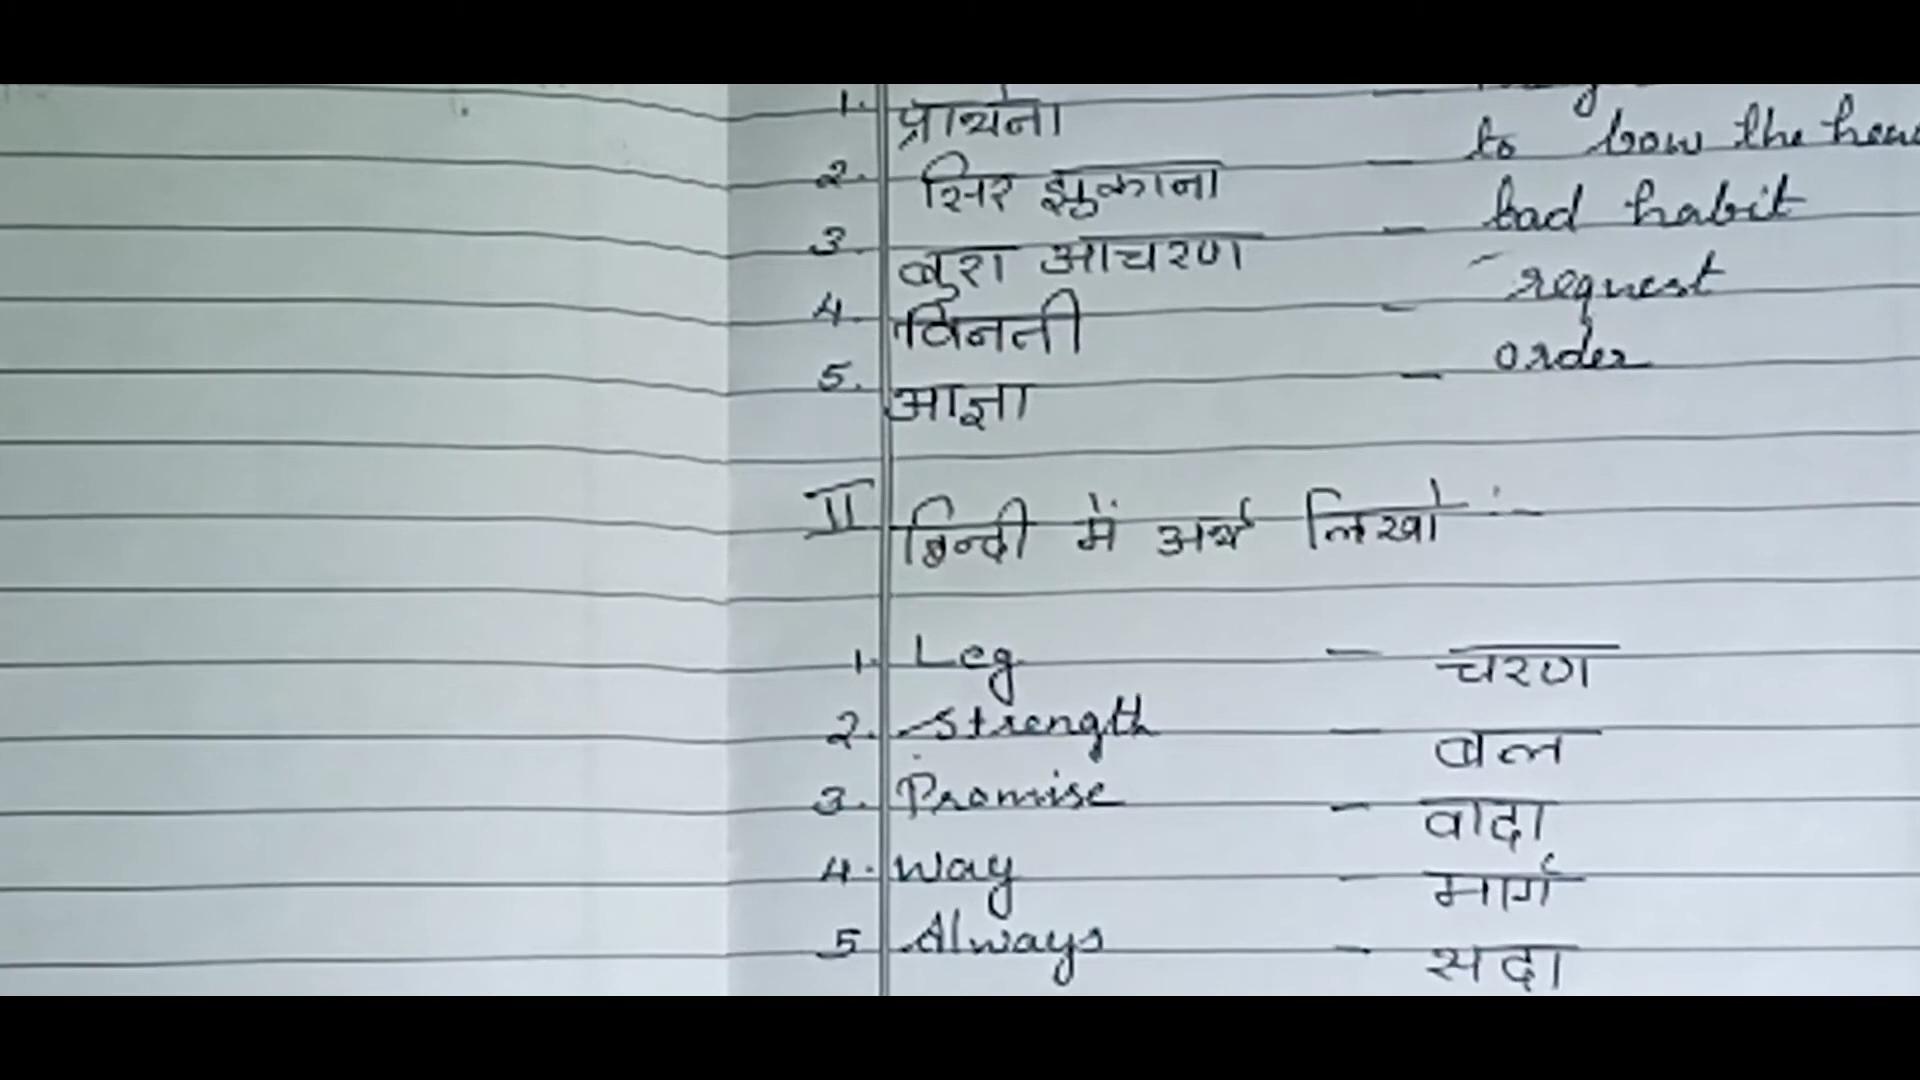 1. प्रार्थना -
2. सिर झुकाना - to bow the
3. बुरा आचरण - bad habit
4. विनती - request
5. आज्ञा - order
II हिन्दी में अर्थ लिखो :-
1. Leg - चरण
2. Strength - बल
3. Promise - वादा
4. Way - मार्ग
5 Always - सदा